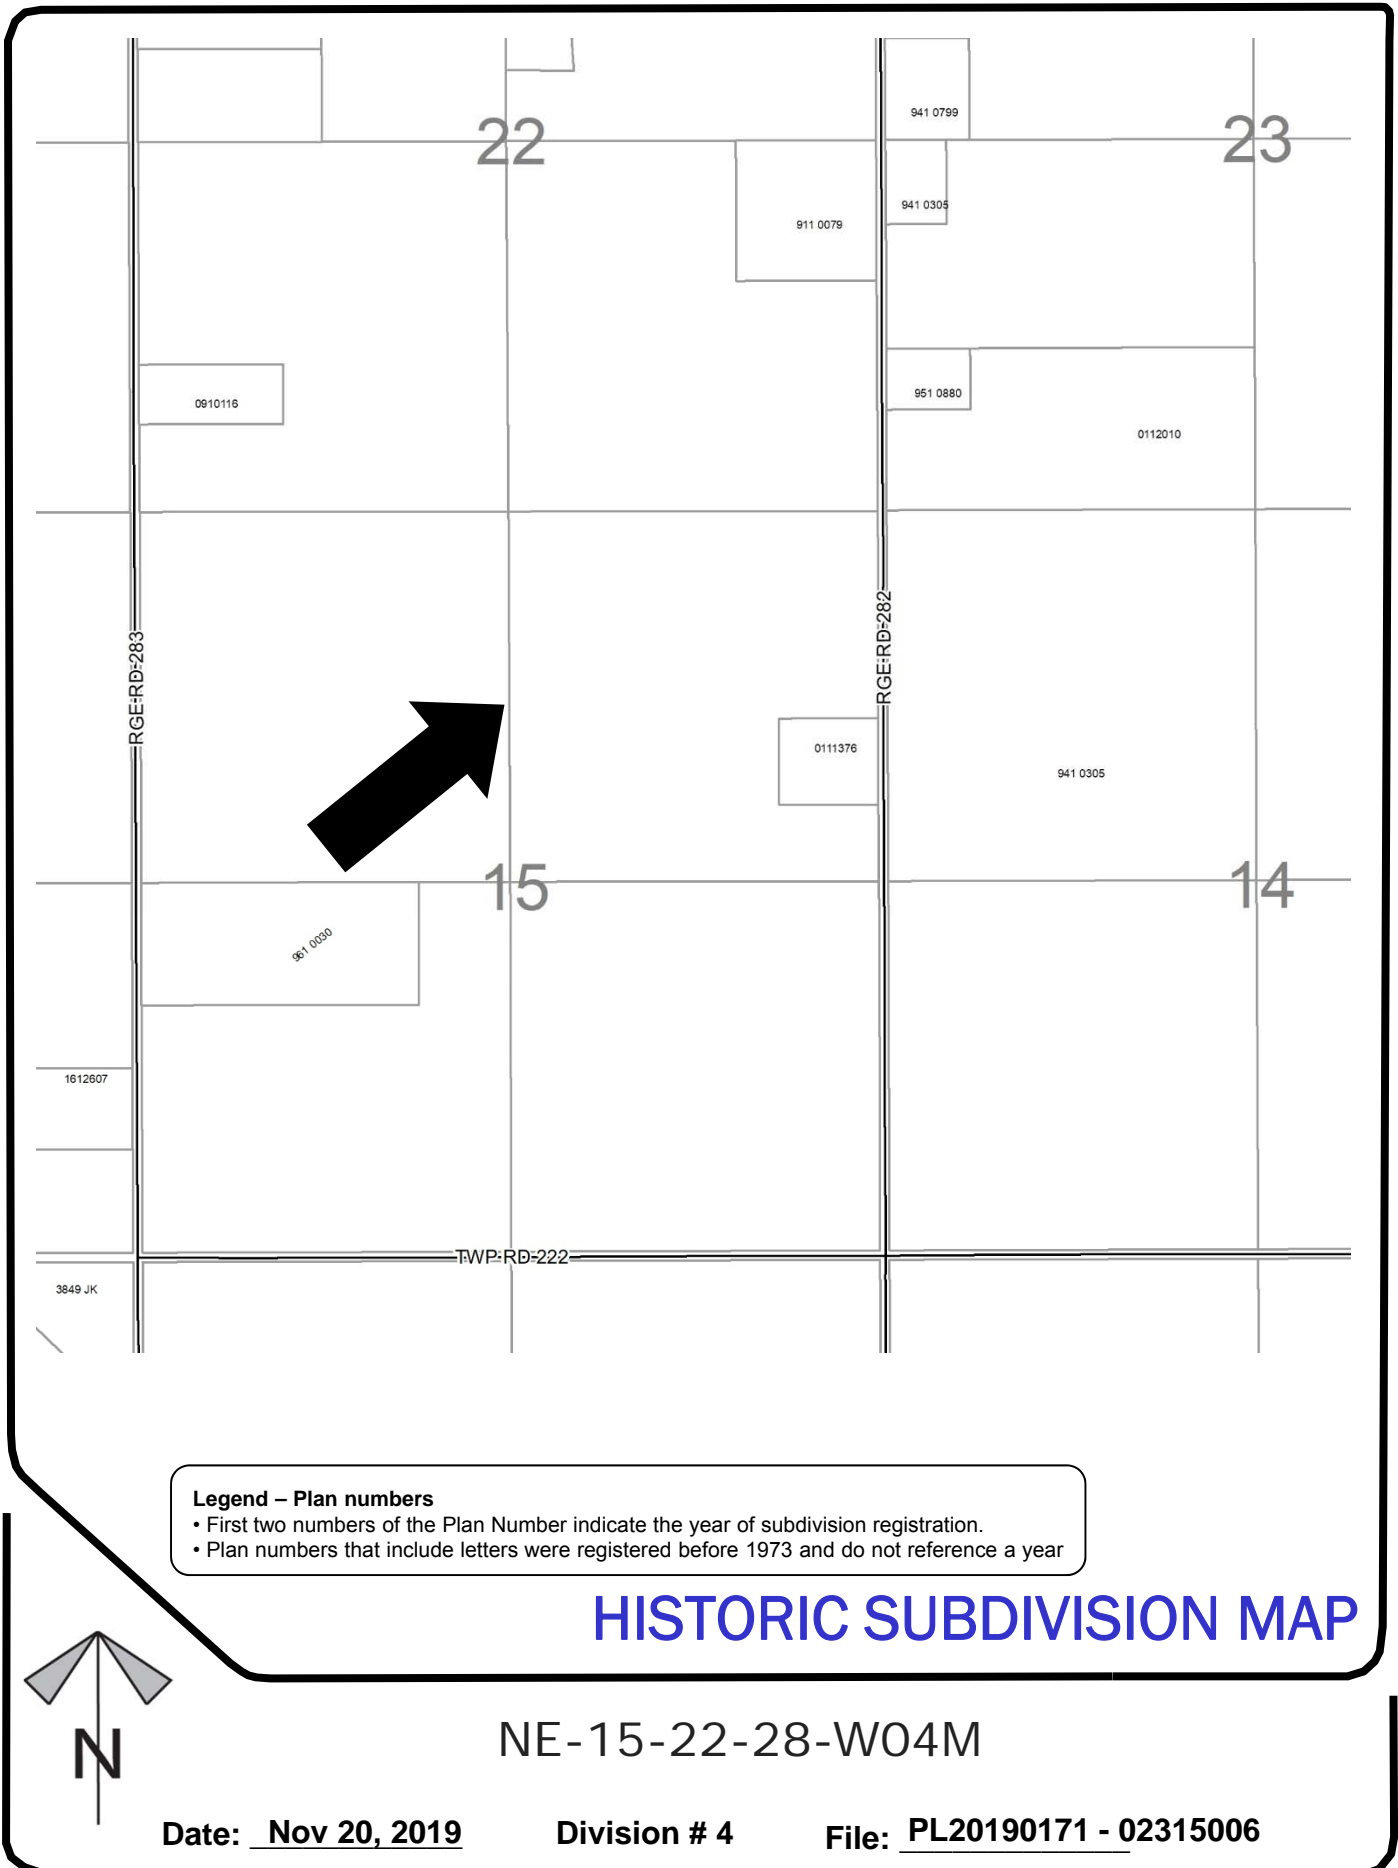 941 0799
22
23
941 0305
911 0079
951 0880
0910116
0112010
RGE-RD-283
RGE-RD-282
0111376
941 0305
15
14
961 0030
1612607
TWP-RD-222
3849 JK
Legend – Plan numbers
• First two numbers of the Plan Number indicate the year of subdivision registration.
• Plan numbers that include letters were registered before 1973 and do not reference a year
HISTORIC SUBDIVISION MAP
N
NE-15-22-28-W04M
Date: Nov 20, 2019 Division # 4 File: PL20190171 - 02315006